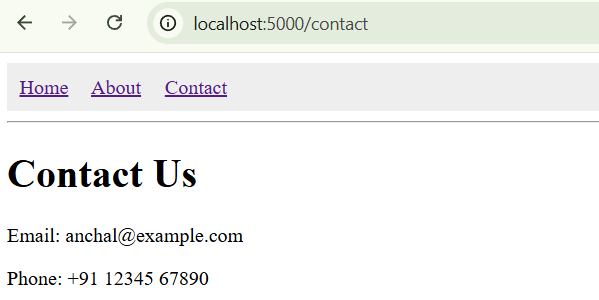 localhost:5000/contact
Home About Contact
Contact Us
Email: anchal@example.com
Phone: +91 12345 67890